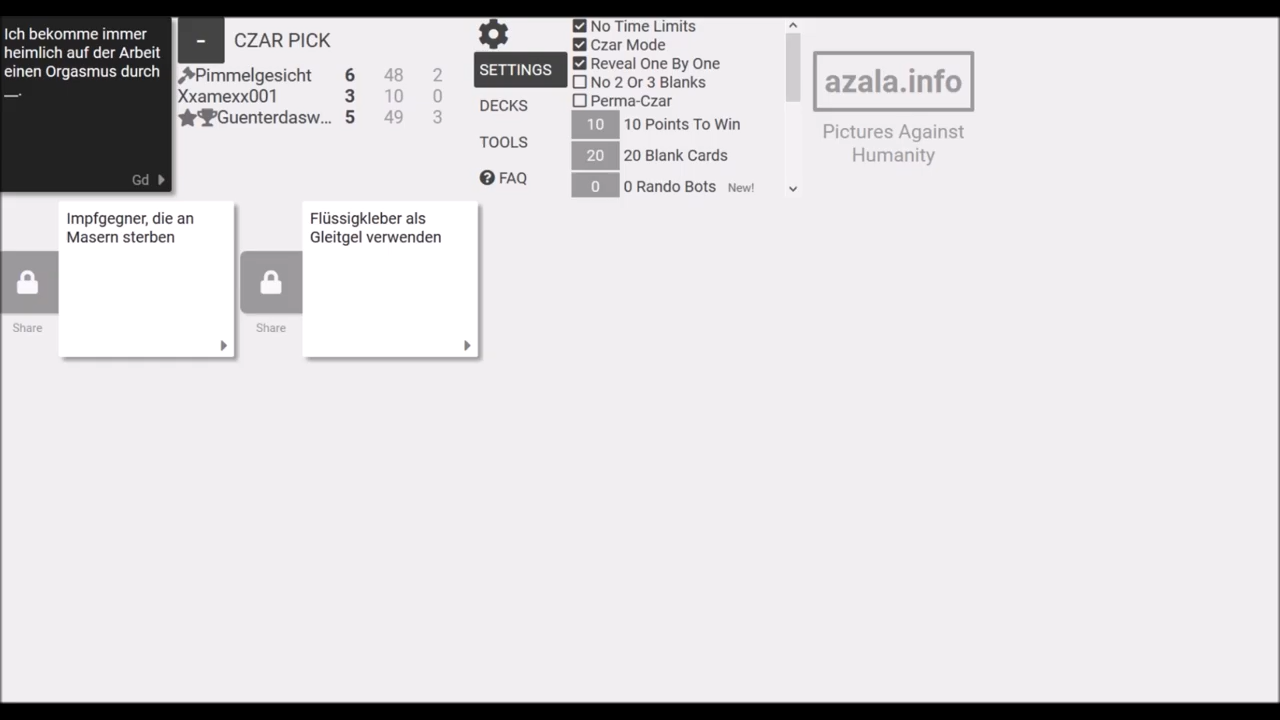 Ich bekomme immer
heimlich auf der Arbeit
einen Orgasmus durch
__.
Gd
-
CZAR PICK
Pimmelgesicht 6 48 2
Xxamexx001 3 10 0
Guenterdasw... 5 49 3
SETTINGS
DECKS
TOOLS
FAQ
No Time Limits
Czar Mode
Reveal One By One
No 2 Or 3 Blanks
Perma-Czar
10 10 Points To Win
20 20 Blank Cards
0 0 Rando Bots New!
azala.info
Pictures Against
Humanity
Impfgegner, die an
Masern sterben
Share
Flüssigkleber als
Gleitgel verwenden
Share